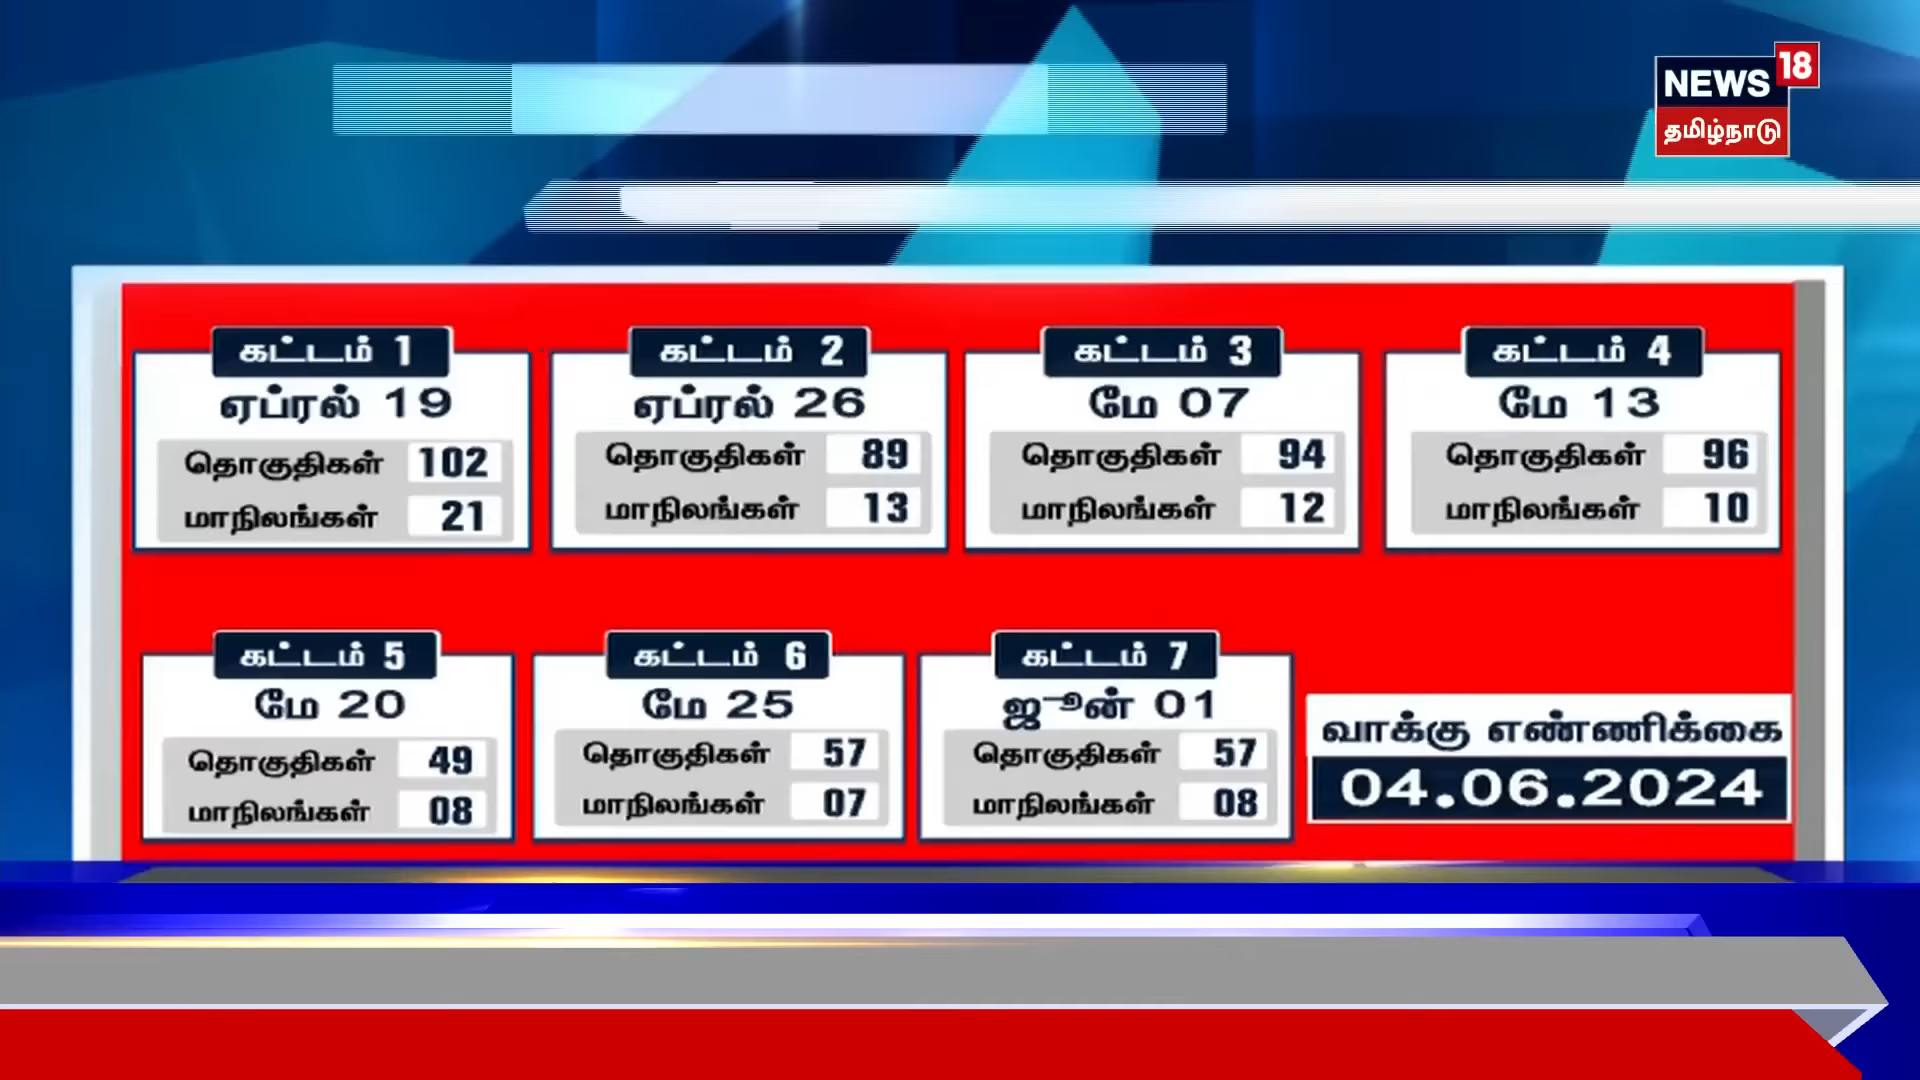 NEWS 18
தமிழ்நாடு
கட்டம் 1
ஏப்ரல் 19
தொகுதிகள் 102
மாநிலங்கள் 21
கட்டம் 2
ஏப்ரல் 26
தொகுதிகள் 89
மாநிலங்கள் 13
கட்டம் 3
மே 07
தொகுதிகள் 94
மாநிலங்கள் 12
கட்டம் 4
மே 13
தொகுதிகள் 96
மாநிலங்கள் 10
கட்டம் 5
மே 20
தொகுதிகள் 49
மாநிலங்கள் 08
கட்டம் 6
மே 25
தொகுதிகள் 57
மாநிலங்கள் 07
கட்டம் 7
ஜூன் 01
தொகுதிகள் 57
மாநிலங்கள் 08
வாக்கு எண்ணிக்கை
04.06.2024